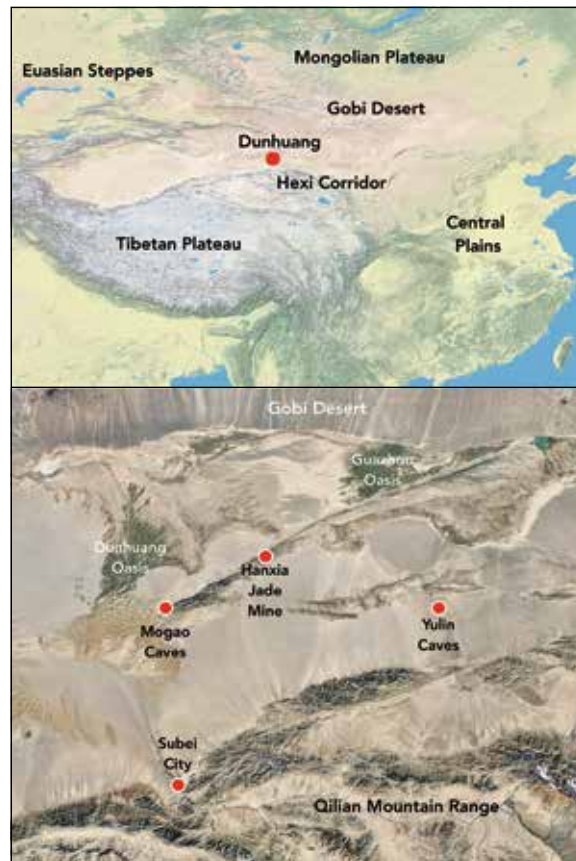 Mongolian Plateau
Euasian Steppes
Gobi Desert
Dunhuang
Hexi Corridor
Central
Plains
Tibetan Plateau
Gobi Desert
Guazhou
Oasis
Dunhuang
Oasis
Hanxia
Jade
Mine
Mogao
Caves
Yulin
Caves
Subei
City
Qilian Mountain Range